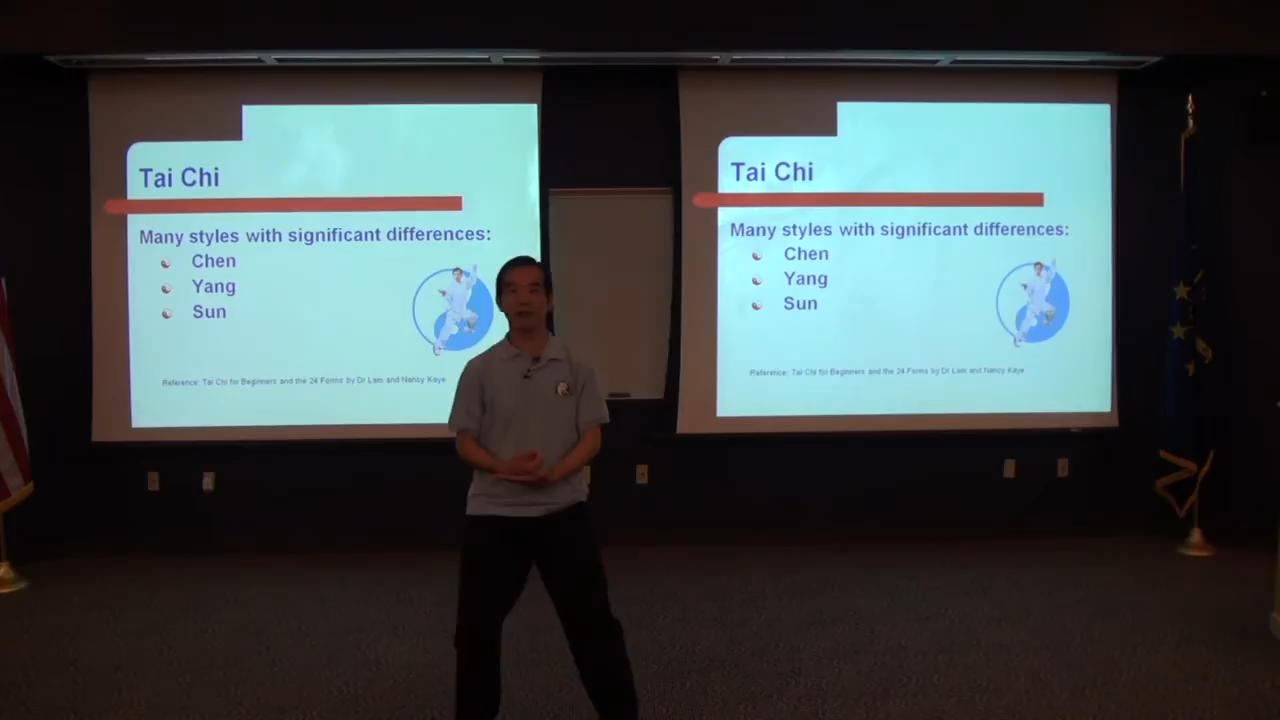 Tai Chi
Many styles with significant differences:
Chen
Yang
Sun
Reference: Tai Chi for Beginners and the 24 Forms by Dr Lam and Nancy Kaye
Tai Chi
Many styles with significant differences:
Chen
Yang
Sun
Reference: Tai Chi for Beginners and the 24 Forms by Dr Lam and Nancy Kaye